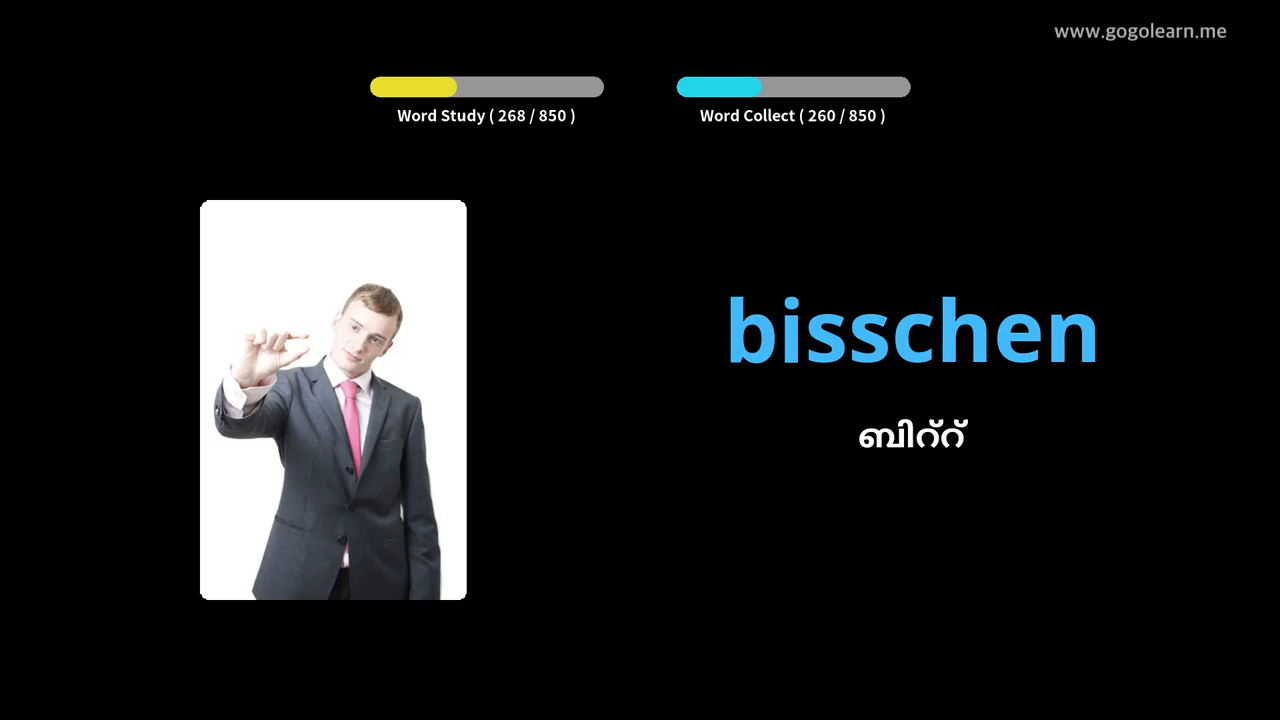 www.gogolearn.me
Word Study ( 268 / 850 )
Word Collect ( 260 / 850 )
bisschen
ബിറ്റ്